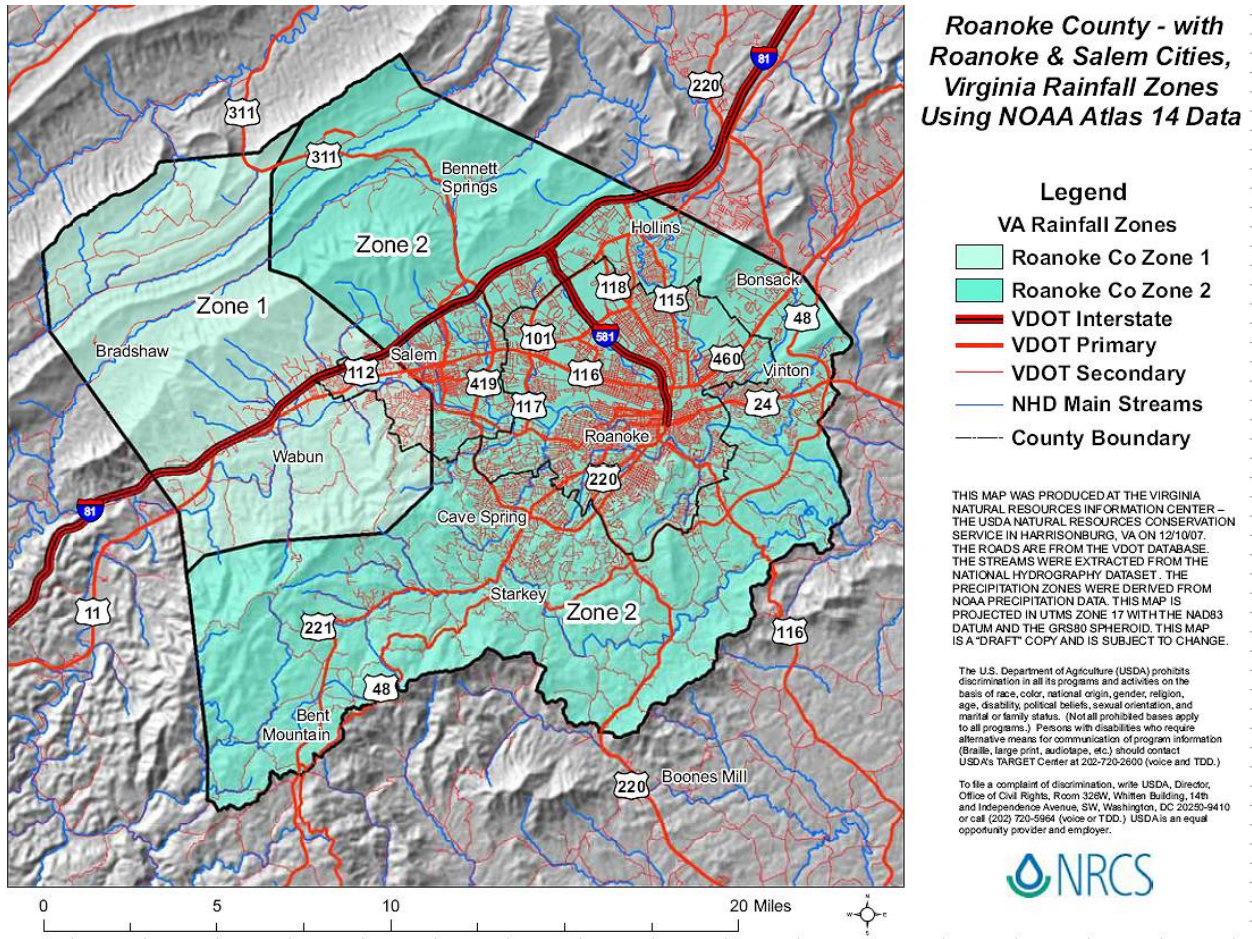 Roanoke County - with
Roanoke & Salem Cities,
Virginia Rainfall Zones
Using NOAA Atlas 14 Data
Legend
VA Rainfall Zones
Roanoke Co Zone 1
Roanoke Co Zone 2
VDOT Interstate
VDOT Primary
VDOT Secondary
NHD Main Streams
County Boundary
THIS MAP WAS PRODUCED AT THE VIRGINIA
NATURAL RESOURCES INFORMATION CENTER –
THE USDA NATURAL RESOURCES CONSERVATION
SERVICE IN HARRISONBURG, VA ON 12/10/07.
THE ROADS ARE FROM THE VDOT DATABASE.
THE STREAMS WERE EXTRACTED FROM THE
NATIONAL HYDROGRAPHY DATASET. THE
PRECIPITATION ZONES WERE DERIVED FROM
NOAA PRECIPITATION DATA. THIS MAP IS
PROJECTED IN UTMS ZONE 17 WITH THE NAD83
DATUM AND THE GRS80 SPHEROID. THIS MAP
IS A "DRAFT" COPY AND IS SUBJECT TO CHANGE.
The U.S. Department of Agriculture (USDA) prohibits
discrimination in all its programs and activities on the
basis of race, color, national origin, gender, religion,
age, disability, political beliefs, sexual orientation, and
marital or family status. (Not all prohibited bases apply
to all programs.) Persons with disabilities who require
alternative means for communication of program information
(Braille, large print, audiotape, etc.) should contact
USDA's TARGET Center at 202-720-2600 (voice and TDD.)
To file a complaint of discrimination, write USDA, Director,
Office of Civil Rights, Room 326W, Whitten Building, 14th
and Independence Avenue, SW, Washington, DC 20250-9410
or call (202) 720-5964 (voice or TDD.) USDA is an equal
opportunity provider and employer.
NRCS
81
220
311
311
Bennett
Springs
Zone 2
Hollins
Zone 1
118
115
Bonsack
48
101
581
Bradshaw
Salem
112
460
116
Vinton
419
117
24
Roanoke
Wabun
220
81
Cave Spring
Starkey
Zone 2
11
221
116
48
Bent
Mountain
Boones Mill
220
0
5
10
20 Miles
N
W
E
S